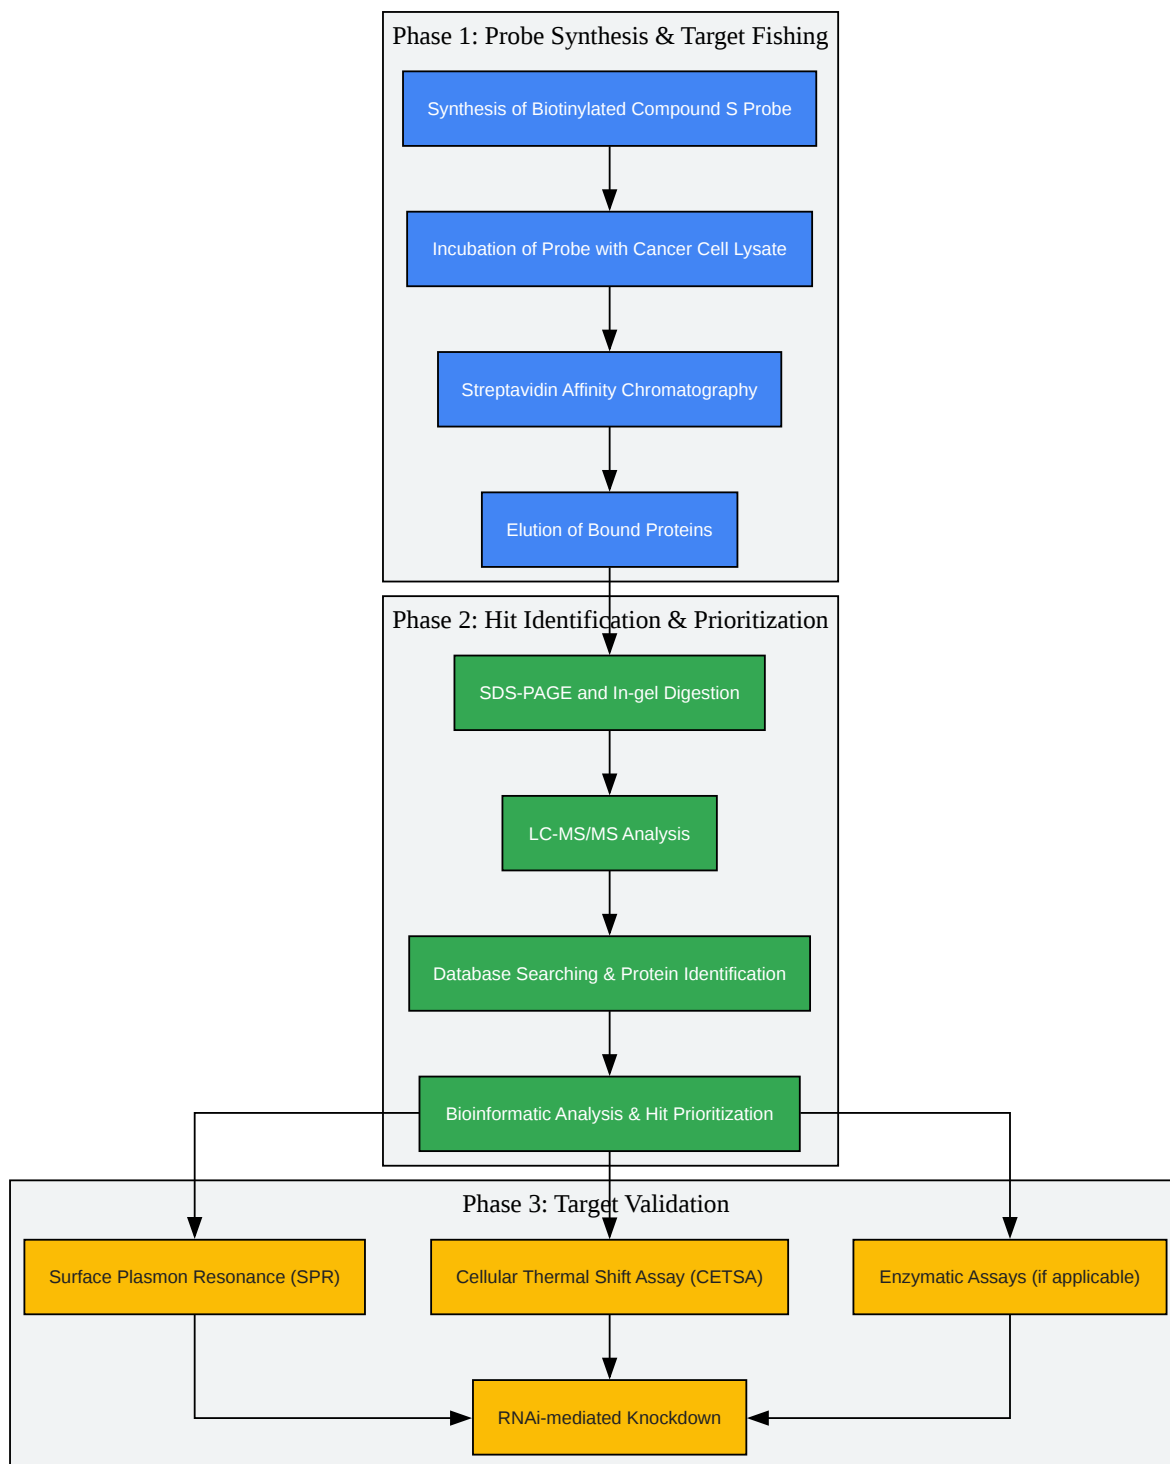 Phase 1: Probe Synthesis & Target Fishing
Synthesis of Biotinylated Compound S Probe
Incubation of Probe with Cancer Cell Lysate
Streptavidin Affinity Chromatography
Elution of Bound Proteins
Phase 2: Hit Identification & Prioritization
SDS-PAGE and In-gel Digestion
LC-MS/MS Analysis
Database Searching & Protein Identification
Bioinformatic Analysis & Hit Prioritization
Phase 3: Target Validation
Surface Plasmon Resonance (SPR)
Cellular Thermal Shift Assay (CETSA)
Enzymatic Assays (if applicable)
RNAi-mediated Knockdown